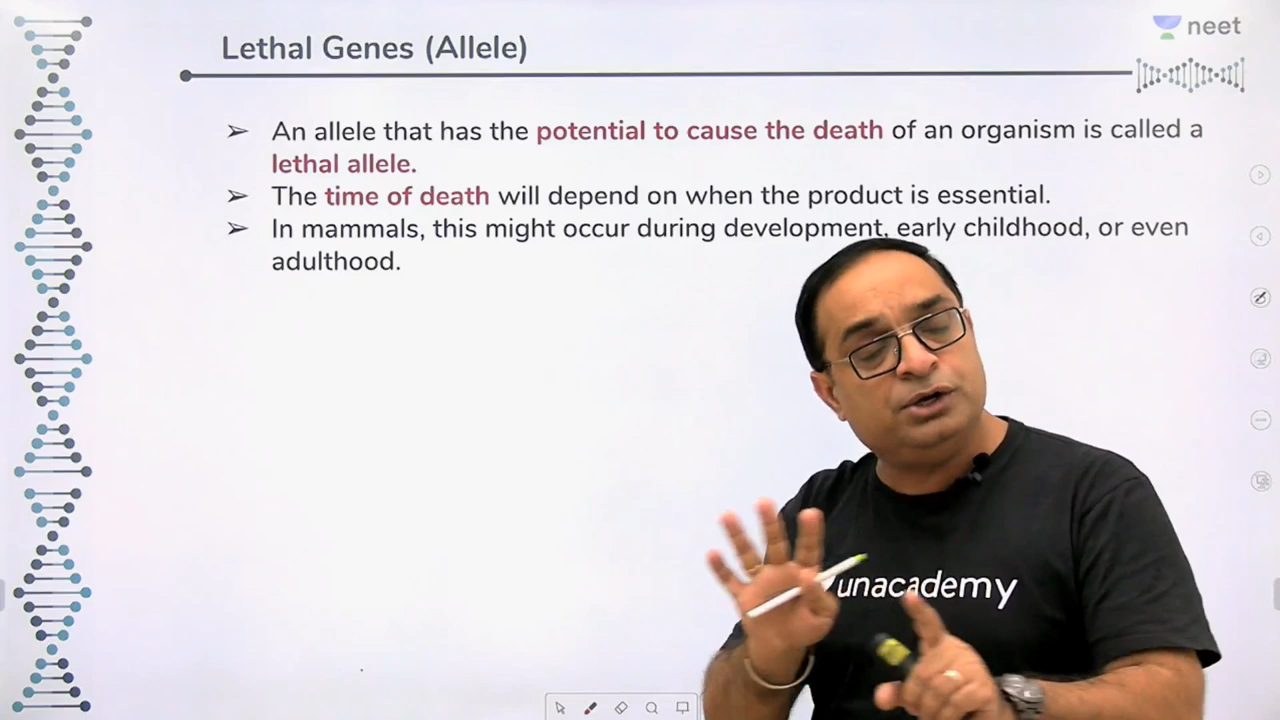 Lethal Genes (Allele)
neet
➢ An allele that has the potential to cause the death of an organism is called a
lethal allele.
➢ The time of death will depend on when the product is essential.
➢ In mammals, this might occur during development, early childhood, or even
adulthood.
unacademy